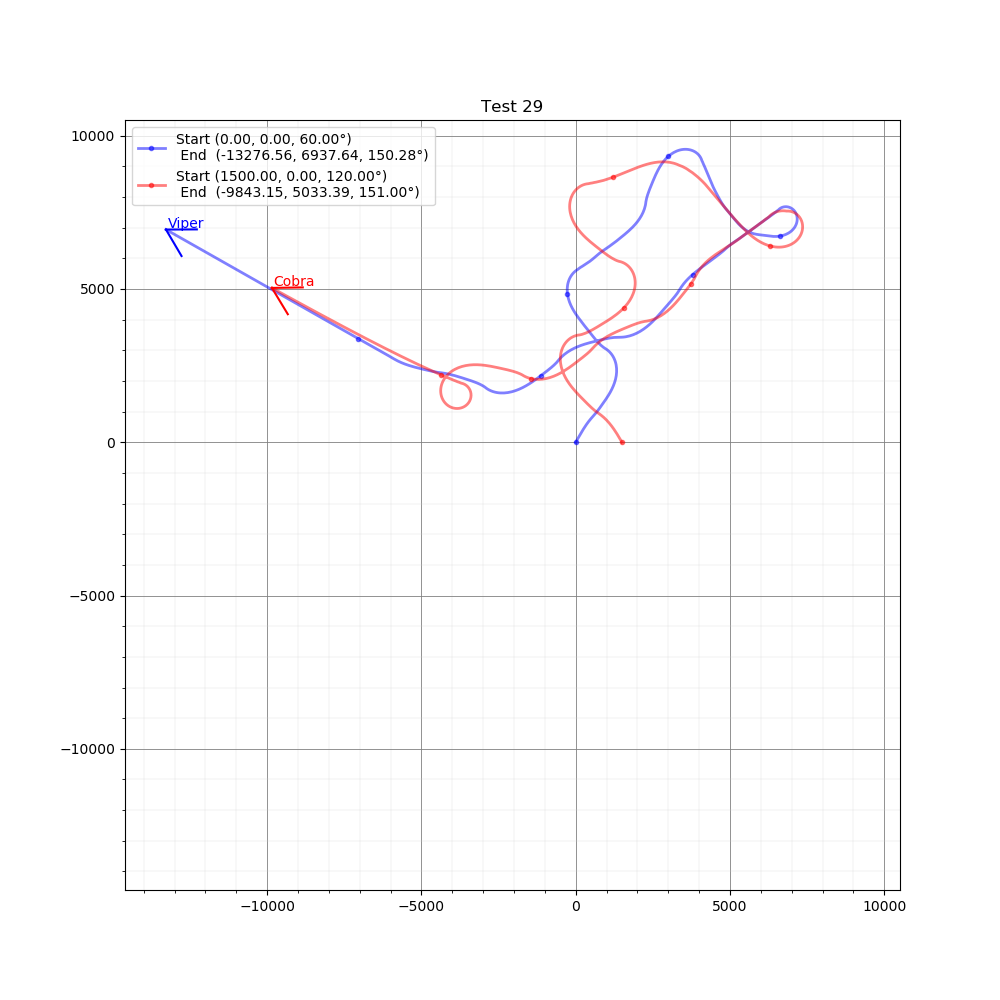 Test 29
10000
Start (0.00, 0.00, 60.00°)
End  (-13276.56, 6937.64, 150.28°)
Start (1500.00, 0.00, 120.00°)
End  (-9843.15, 5033.39, 151.00°)
Viper
Cobra
5000
0
−5000
−10000
−10000
−5000
0
5000
10000